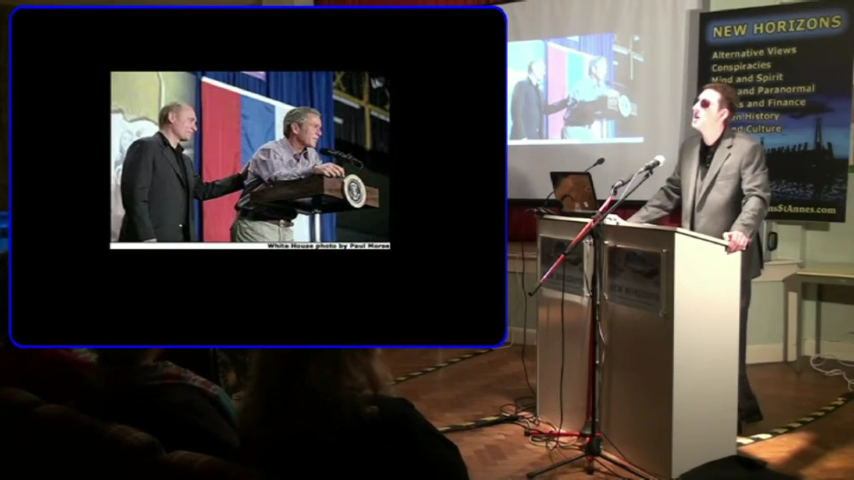 NEW HORIZONS
Alternative Views
Conspiracies
Mind and Spirit
and Paranormal
and Finance
History
Culture
StAnnes.com
White House photo by Paul Morse